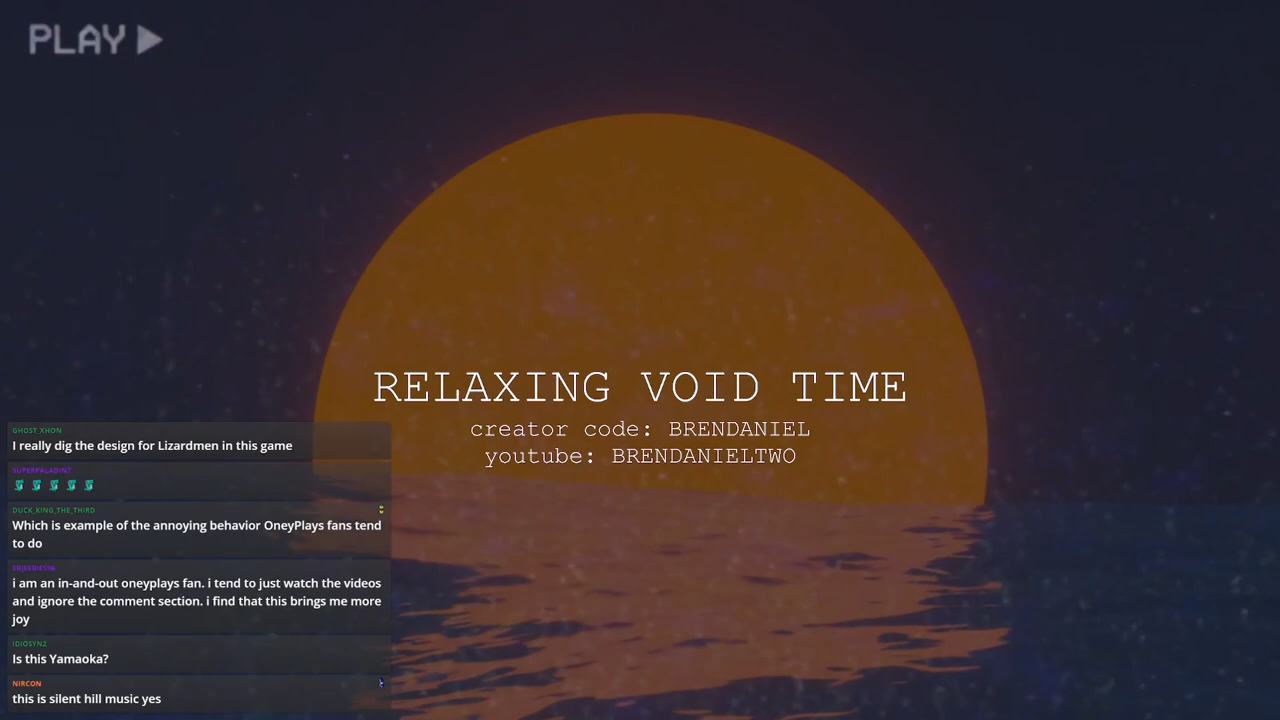 PLAY
RELAXING VOID TIME
creator code: BRENDANIEL
youtube: BRENDANIELTWO
GHOST_XHON
I really dig the design for Lizardmen in this game
SUPERPALADIN7
DUCK_KING_THE_THIRD
Which is example of the annoying behavior OneyPlays fans tend
to do
i am an in-and-out oneyplays fan. i tend to just watch the videos
and ignore the comment section. i find that this brings me more
joy
IDIOSYN2
Is this Yamaoka?
NIRCON
this is silent hill music yes